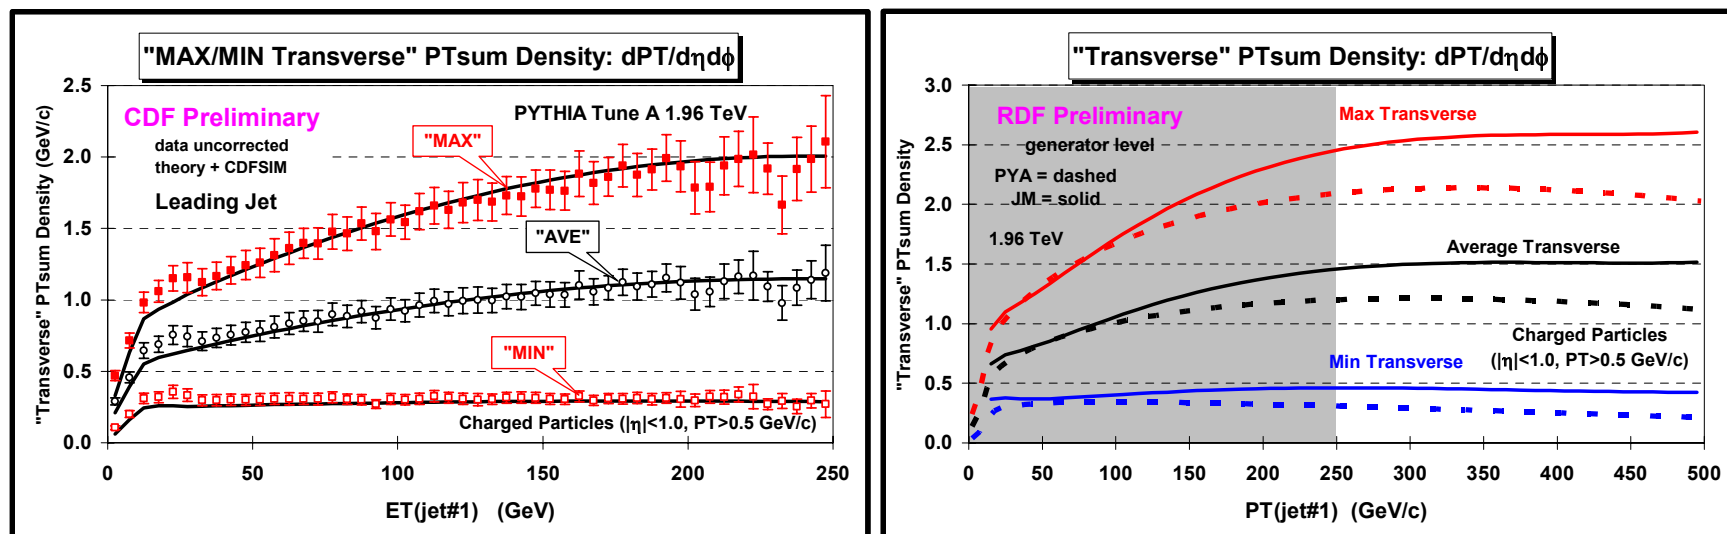 "MAX/MIN Transverse" PTsum Density: dPT/dηdϕ
2.5
2.0
1.5
1.0
0.5
0.0
"Transverse" PTsum Density (GeV/c)
CDF Preliminary
data uncorrected
theory + CDFSIM
Leading Jet
PYTHIA Tune A 1.96 TeV
"MAX"
"AVE"
"MIN"
Charged Particles (|η|<1.0, PT>0.5 GeV/c)
0 50 100 150 200 250
ET(jet#1) (GeV)
"Transverse" PTsum Density: dPT/dηdϕ
3.0
2.5
2.0
1.5
1.0
0.5
0.0
"Transverse" PTsum Density
RDF Preliminary
generator level
PYA = dashed
JM = solid
1.96 TeV
Max Transverse
Average Transverse
Charged Particles
(|η|<1.0, PT>0.5 GeV/c)
Min Transverse
0 50 100 150 200 250 300 350 400 450 500
PT(jet#1) (GeV/c)